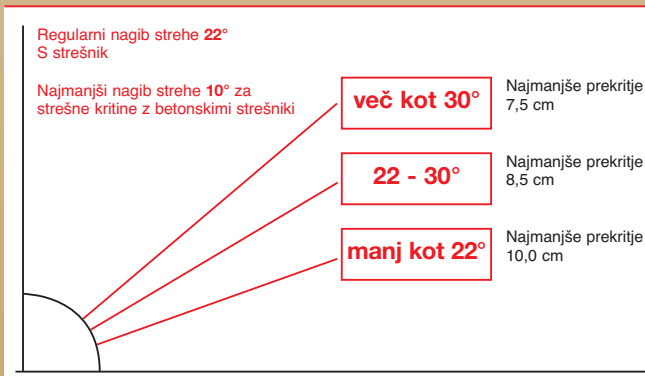 Regularni nagib strehe 22°
S strešnik
Najmanjši nagib strehe 10° za
strešne kritine z betonskimi strešniki
več kot 30°
Najmanjše prekritje
7,5 cm
22 - 30°
Najmanjše prekritje
8,5 cm
manj kot 22°
Najmanjše prekritje
10,0 cm